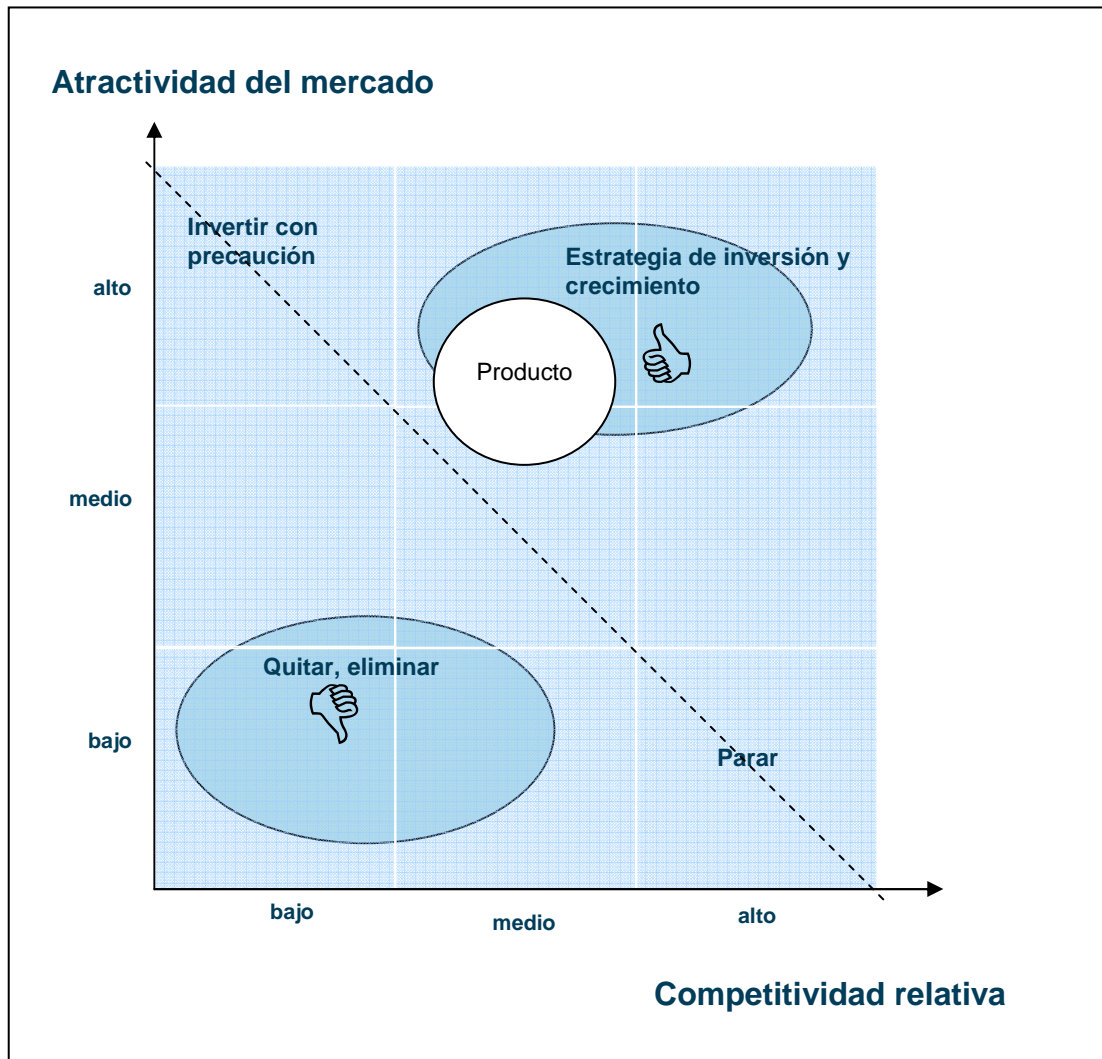 Atractividad del mercado
Invertir con
precaución
Estrategia de inversión y
crecimiento
alto
Producto
medio
Quitar, eliminar
bajo
Parar
bajo
medio
alto
Competitividad relativa